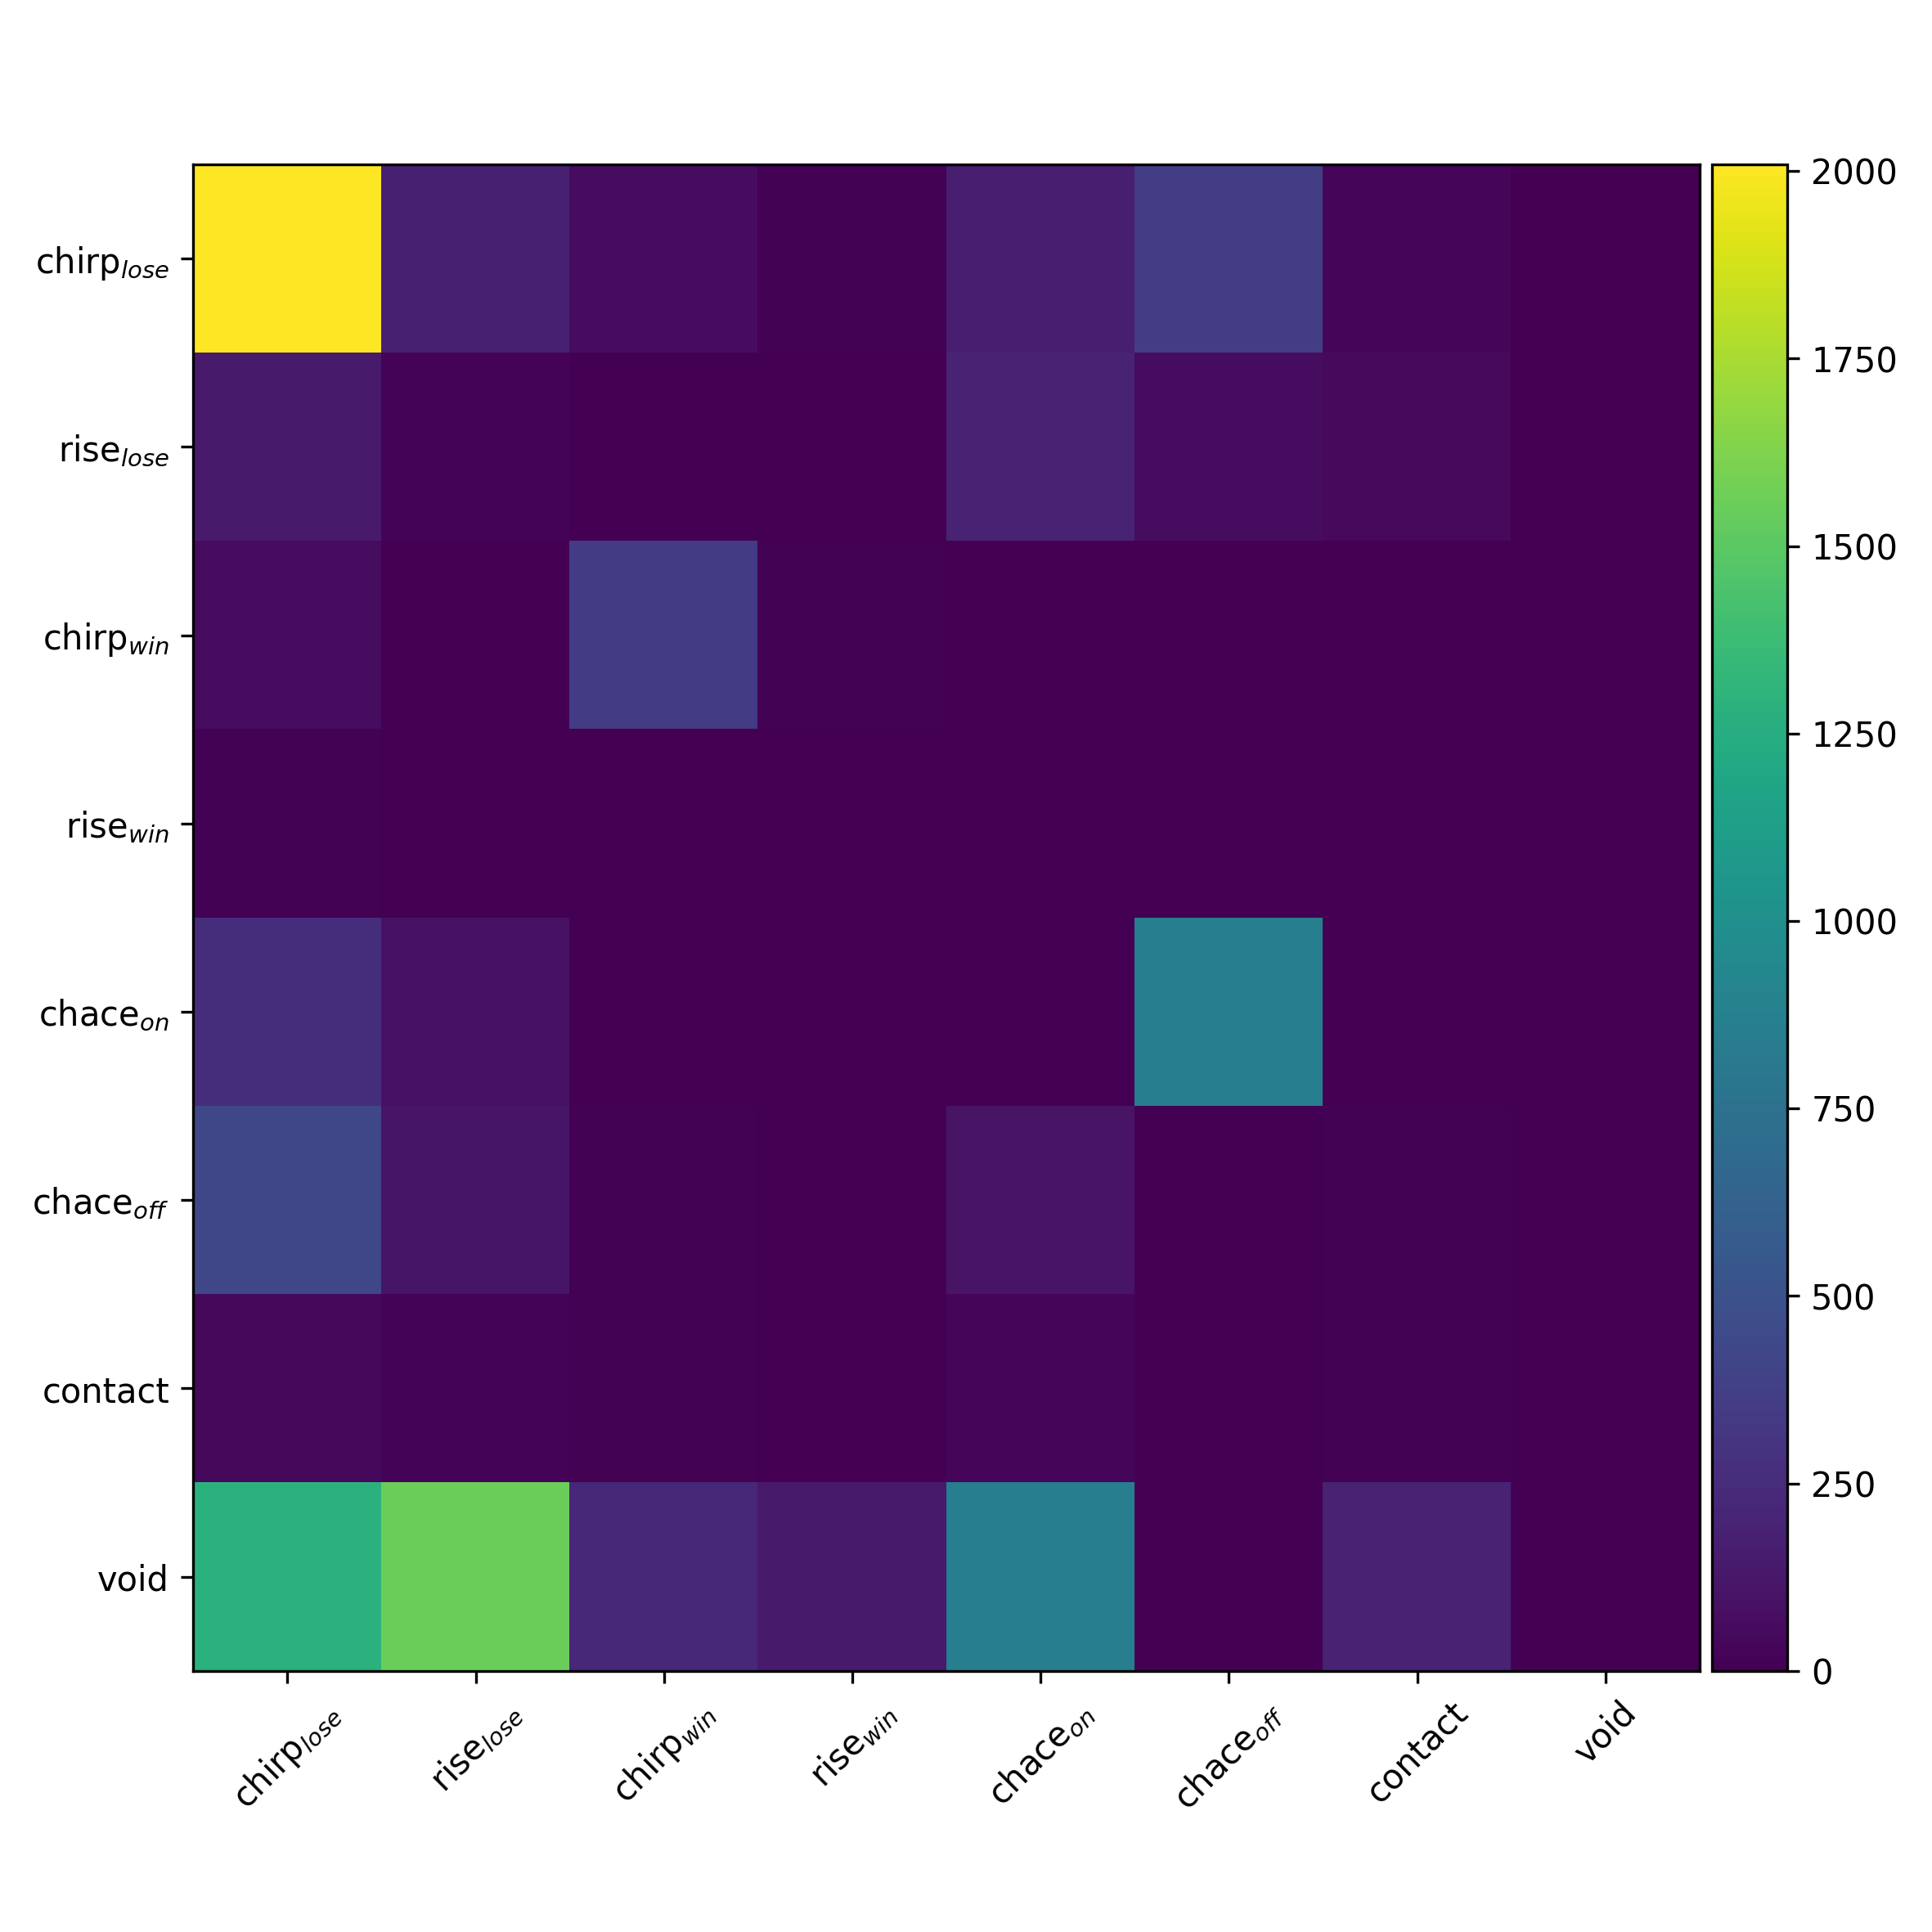 chirp_lose
rise_lose
chirp_win
rise_win
chace_on
chace_off
contact
void
chirp_lose
rise_lose
chirp_win
rise_win
chace_on
chace_off
contact
void
2000
1750
1500
1250
1000
750
500
250
0